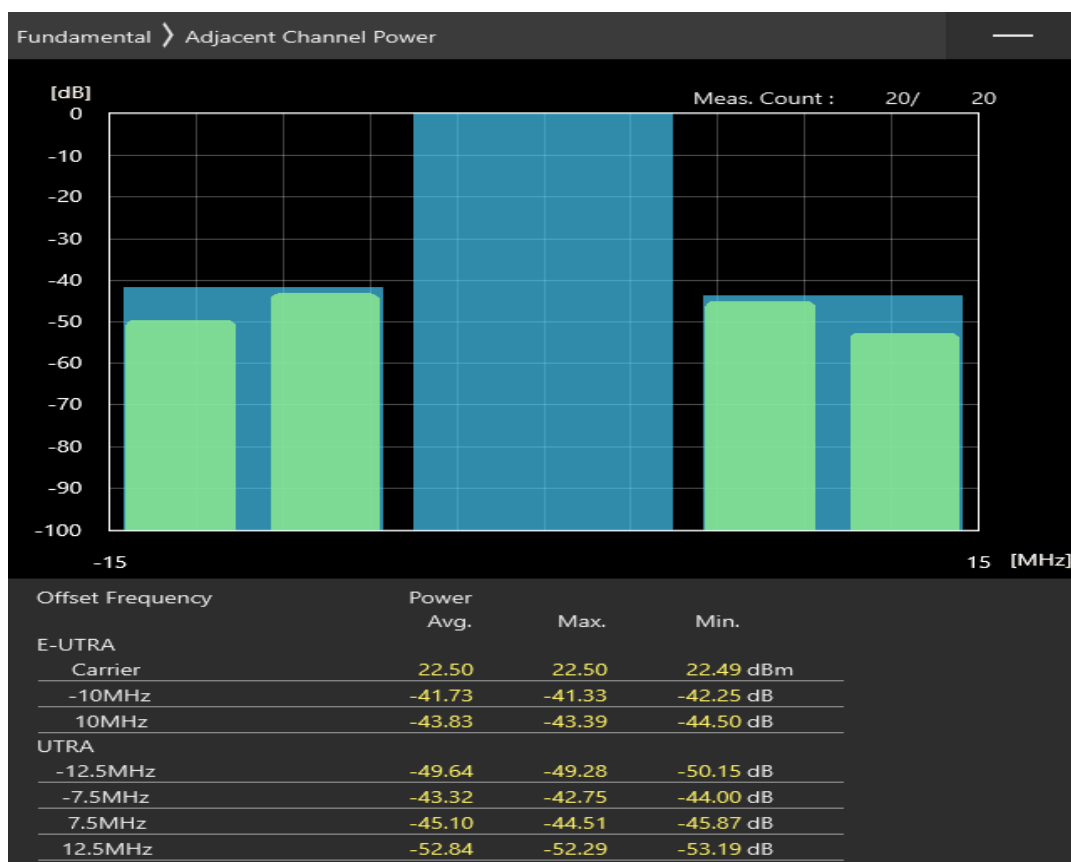 Fundamental ❯ Adjacent Channel Power
[dB]
Meas. Count : 20/ 20
0
-10
-20
-30
-40
-50
-60
-70
-80
-90
-100
-15 15 [MHz]
Offset Frequency Power
Avg. Max. Min.
E-UTRA
Carrier 22.50 22.50 22.49 dBm
-10MHz -41.73 -41.33 -42.25 dB
10MHz -43.83 -43.39 -44.50 dB
UTRA
-12.5MHz -49.64 -49.28 -50.15 dB
-7.5MHz -43.32 -42.75 -44.00 dB
7.5MHz -45.10 -44.51 -45.87 dB
12.5MHz -52.84 -52.29 -53.19 dB